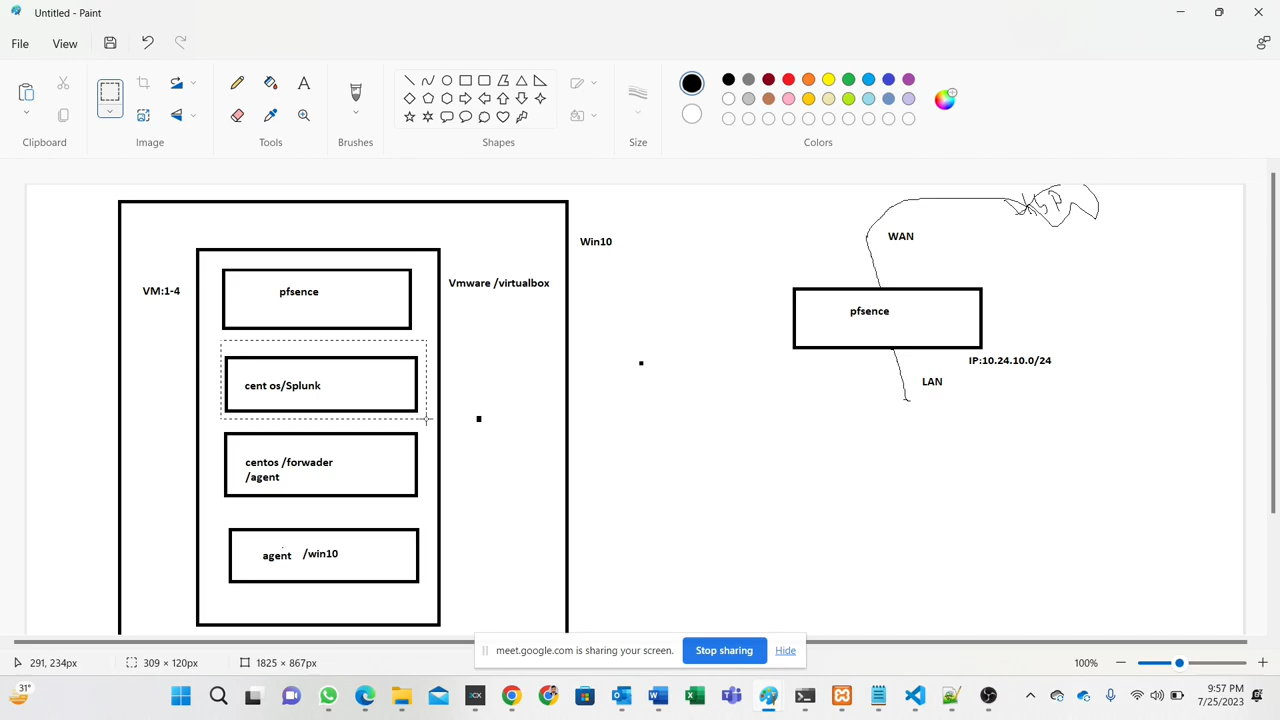 Untitled - Paint
File
View
Clipboard
Image
Tools
Brushes
Shapes
Size
Colors
Win10
WAN
VM:1-4
pfsence
Vmware /virtualbox
pfsence
IP:10.24.10.0/24
cent os/Splunk
LAN
centos /forwader
/agent
agent /win10
meet.google.com is sharing your screen.
Stop sharing
Hide
291, 234px
309 × 120px
1825 × 867px
100%
31°
9:57 PM
7/25/2023